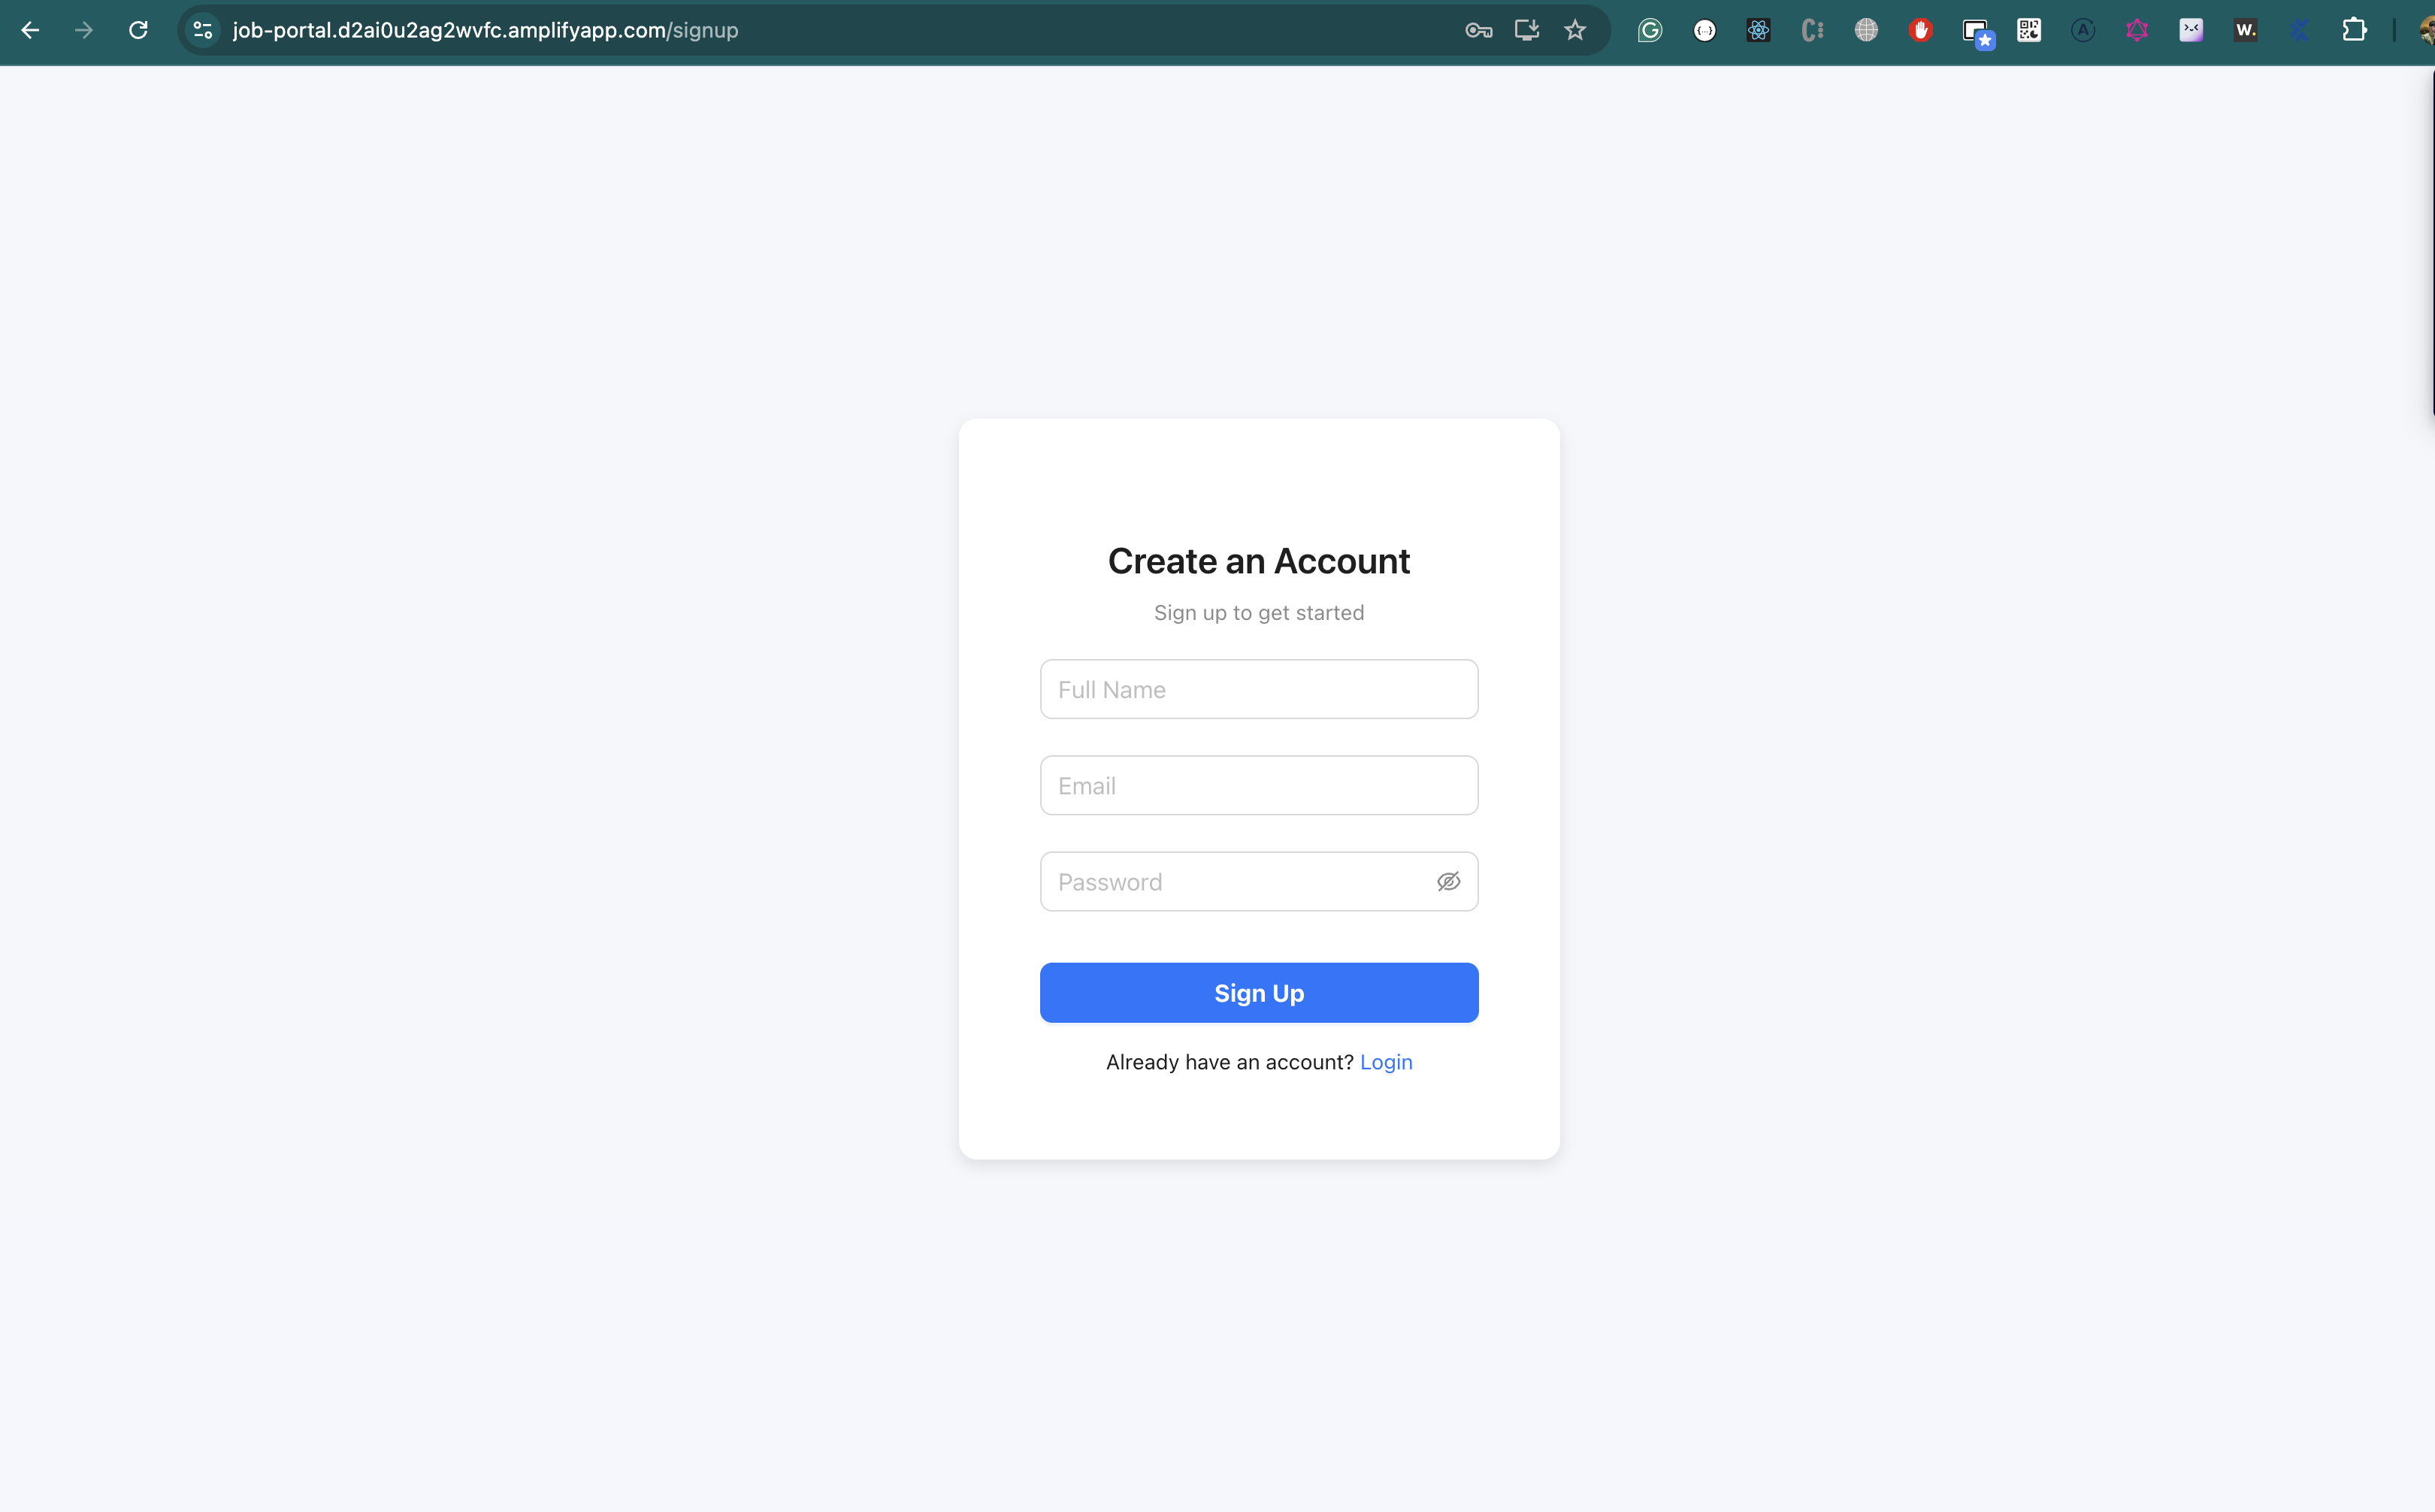 job-portal.d2ai0u2ag2wvfc.amplifyapp.com/signup
Create an Account
Sign up to get started
Full Name
Email
Password
Sign Up
Already have an account? Login